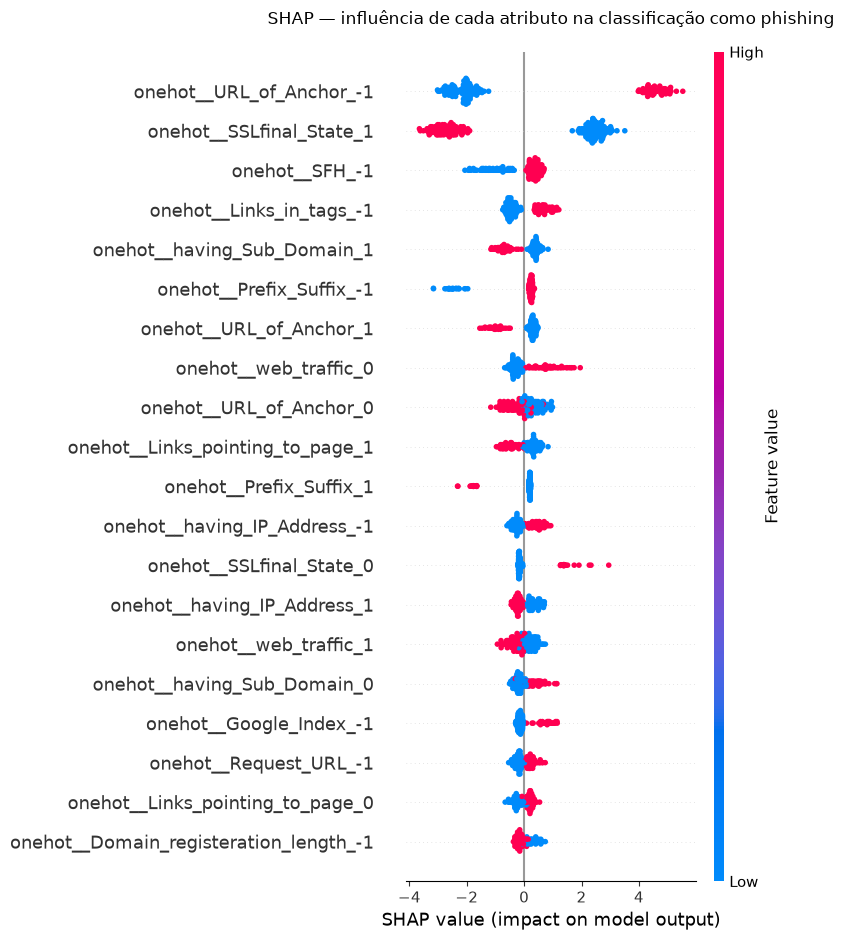 SHAP — influência de cada atributo na classificação como phishing
High
onehot__URL_of_Anchor_-1
onehot__SSLfinal_State_1
onehot__SFH_-1
onehot__Links_in_tags_-1
onehot__having_Sub_Domain_1
onehot__Prefix_Suffix_-1
onehot__URL_of_Anchor_1
onehot__web_traffic_0
onehot__URL_of_Anchor_0
onehot__Links_pointing_to_page_1
onehot__Prefix_Suffix_1
onehot__having_IP_Address_-1
onehot__SSLfinal_State_0
onehot__having_IP_Address_1
onehot__web_traffic_1
onehot__having_Sub_Domain_0
onehot__Google_Index_-1
onehot__Request_URL_-1
onehot__Links_pointing_to_page_0
onehot__Domain_registeration_length_-1
Feature value
Low
−4 −2 0 2 4
SHAP value (impact on model output)